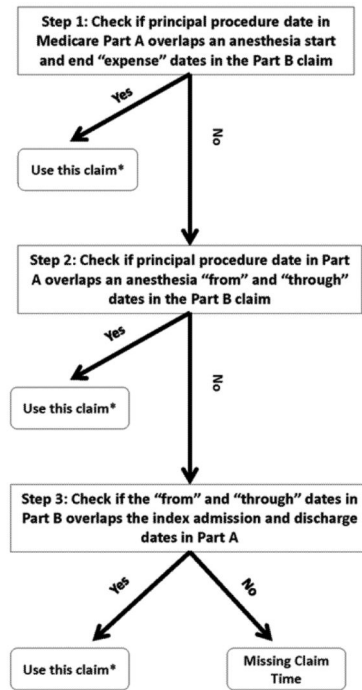 Step 1: Check if principal procedure date in
Medicare Part A overlaps an anesthesia start
and end “expense” dates in the Part B claim
Yes
No
Use this claim*
Step 2: Check if principal procedure date in Part
A overlaps an anesthesia “from” and “through”
dates in the Part B claim
Yes
No
Use this claim*
Step 3: Check if the “from” and “through” dates in
Part B overlaps the index admission and discharge
dates in Part A
Yes
No
Use this claim*
Missing Claim
Time